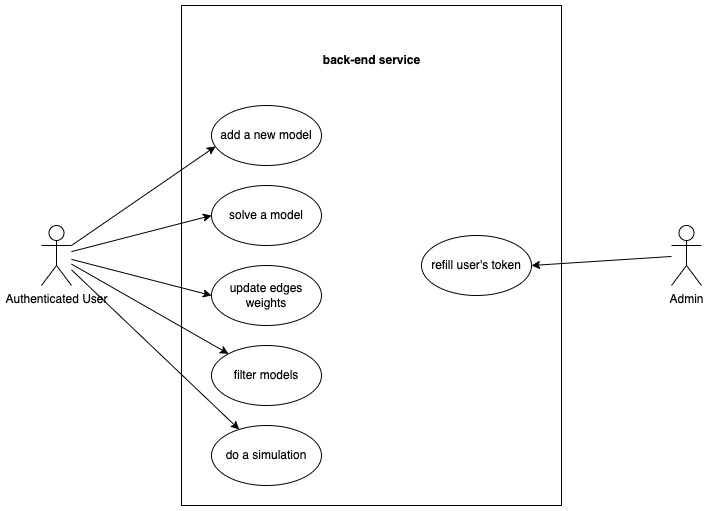 back-end service
add a new model
solve a model
update edges
weights
filter models
do a simulation
Authenticated User
refill user's token
Admin